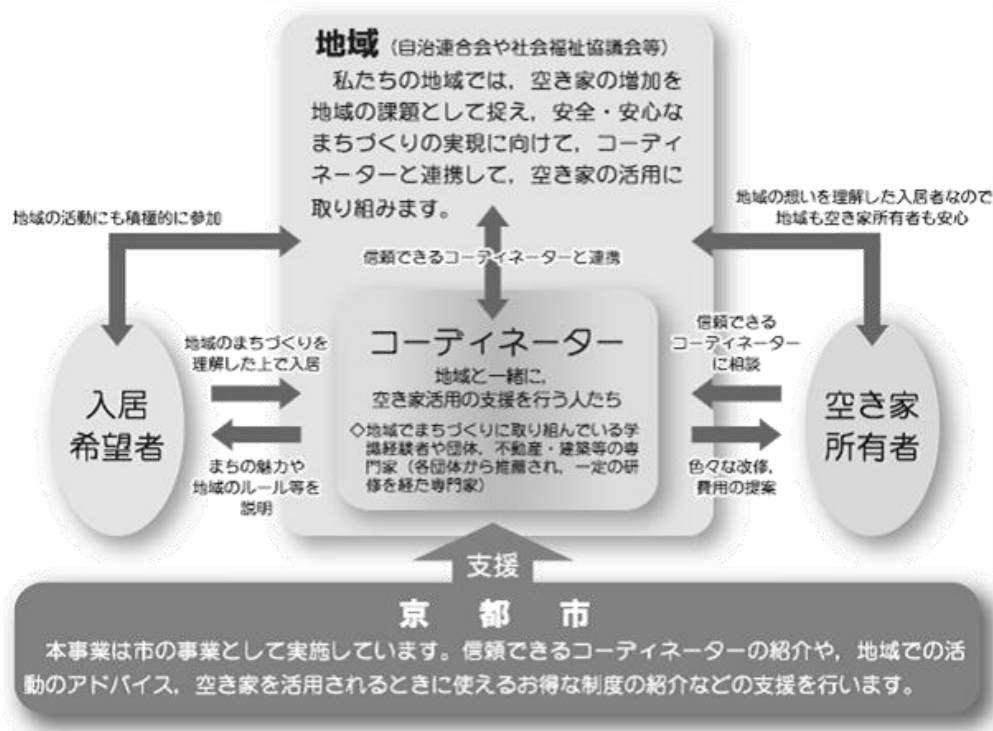 地域（自治連合会や社会福祉協議会等）
私たちの地域では，空き家の増加を
地域の課題として捉え，安全・安心な
まちづくりの実現に向けて，コーディ
ネーターと連携して，空き家の活用に
取り組みます。
地域の活動にも積極的に参加
地域の想いを理解した入居者なので
地域も空き家所有者も安心
信頼できるコーディネーターと連携
入居
希望者
地域のまちづくりを
理解した上で入居
まちの魅力や
地域のルール等を
説明
コーディネーター
地域と一緒に，
空き家活用の支援を行う人たち
◇地域でまちづくりに取り組んでいる学
識経験者や団体，不動産・建築等の専
門家（各団体から推薦され，一定の研
修を経た専門家）
信頼できる
コーディネーター
に相談
色々な改修，
費用の提案
空き家
所有者
支援
京都市
本事業は市の事業として実施しています。信頼できるコーディネーターの紹介や，地域での活
動のアドバイス，空き家を活用されるときに使えるお得な制度の紹介などの支援を行います。